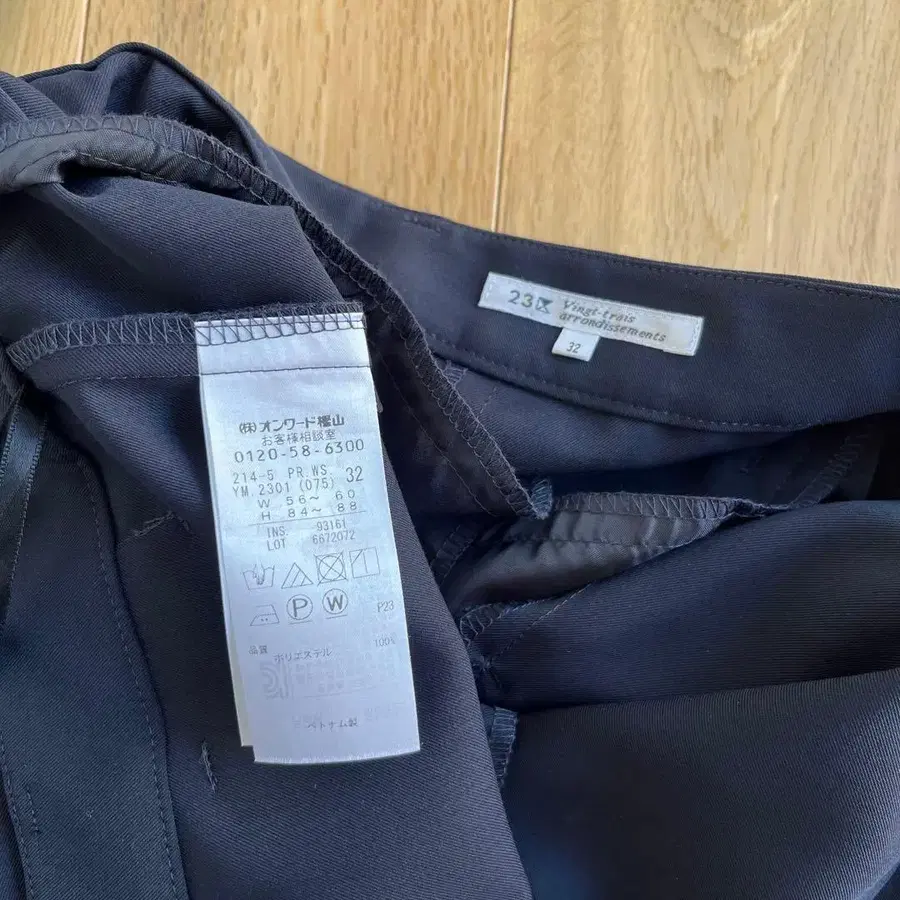 23区 Vingt-trois
arrondissements
32
(株)オンワード樫山
お客様相談室
0120-58-6300
214-5 PR.WS. 32
YM.2301 (075)
W 56~ 60
H 84~ 88
INS. 93161
LOT 6672072
P W
P23
品質
ポリエステル 100%
ベトナム製